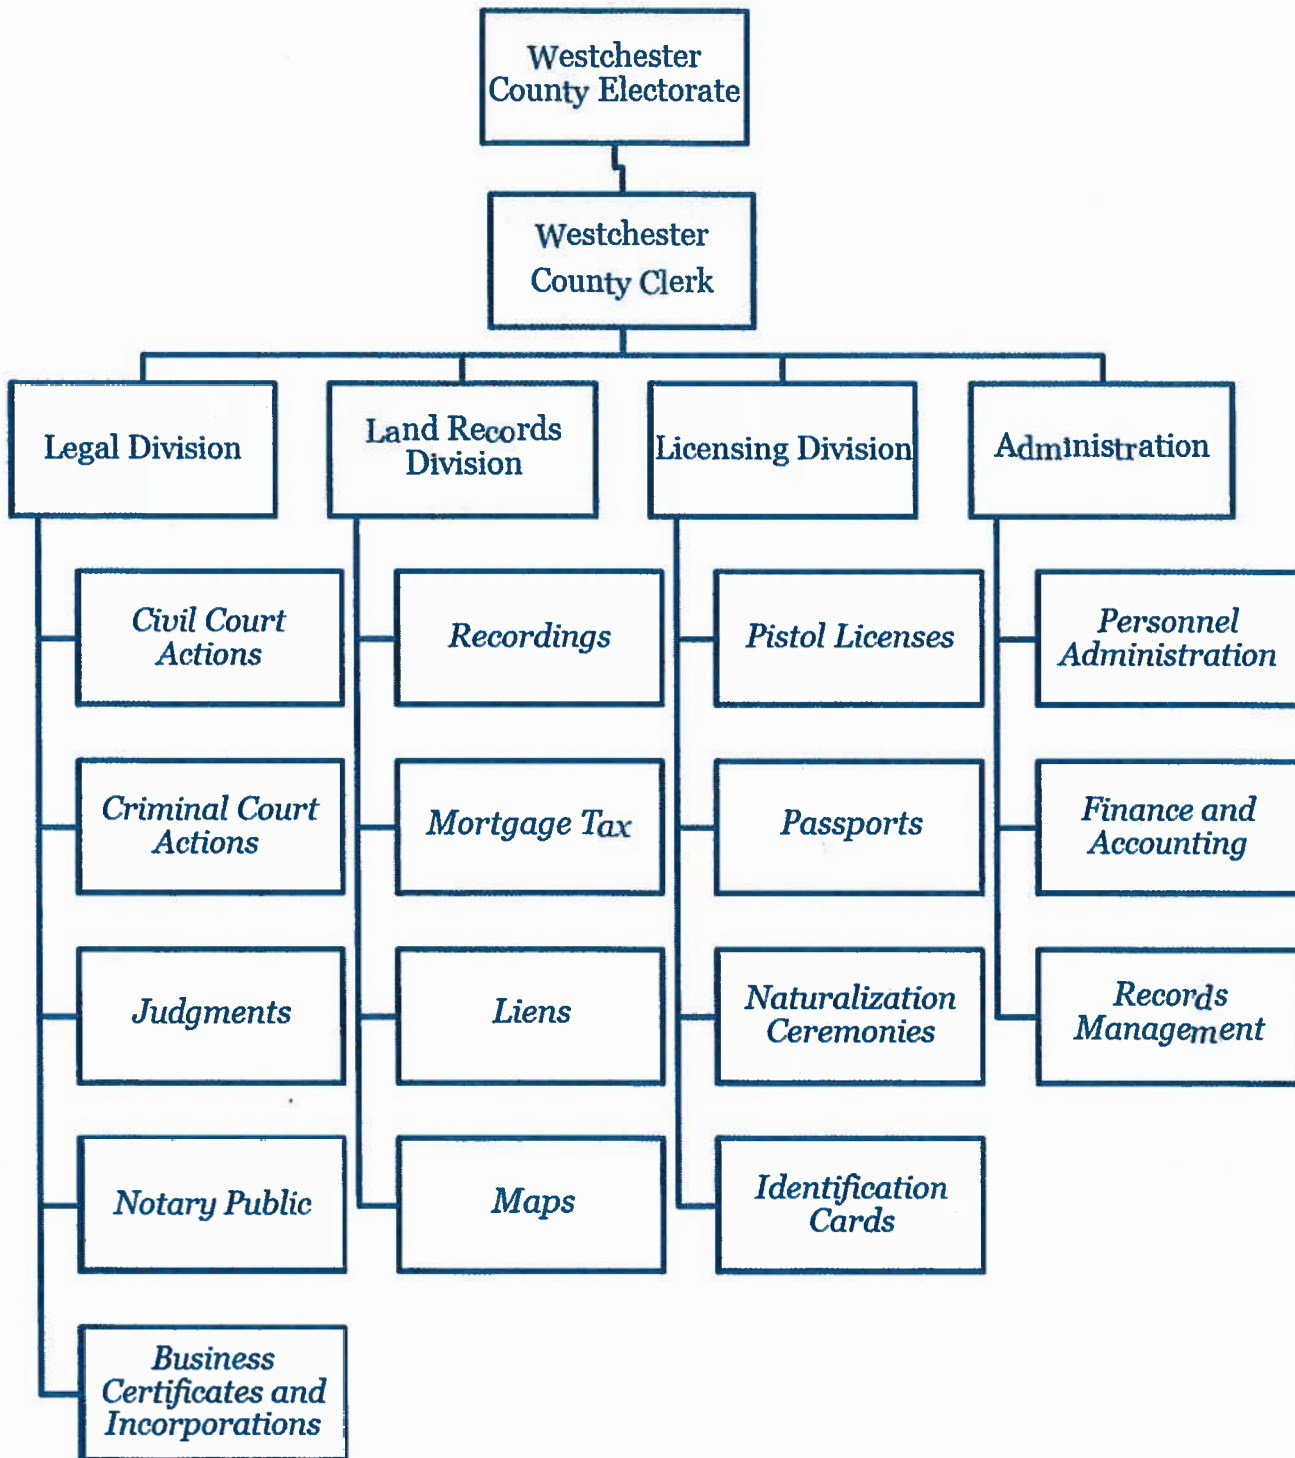 Westchester
County Electorate
Westchester
County Clerk
Legal Division
Land Records
Division
Licensing Division
Administration
Civil Court
Actions
Criminal Court
Actions
Judgments
Notary Public
Business
Certificates and
Incorporations
Recordings
Mortgage Tax
Liens
Maps
Pistol Licenses
Passports
Naturalization
Ceremonies
Identification
Cards
Personnel
Administration
Finance and
Accounting
Records
Management